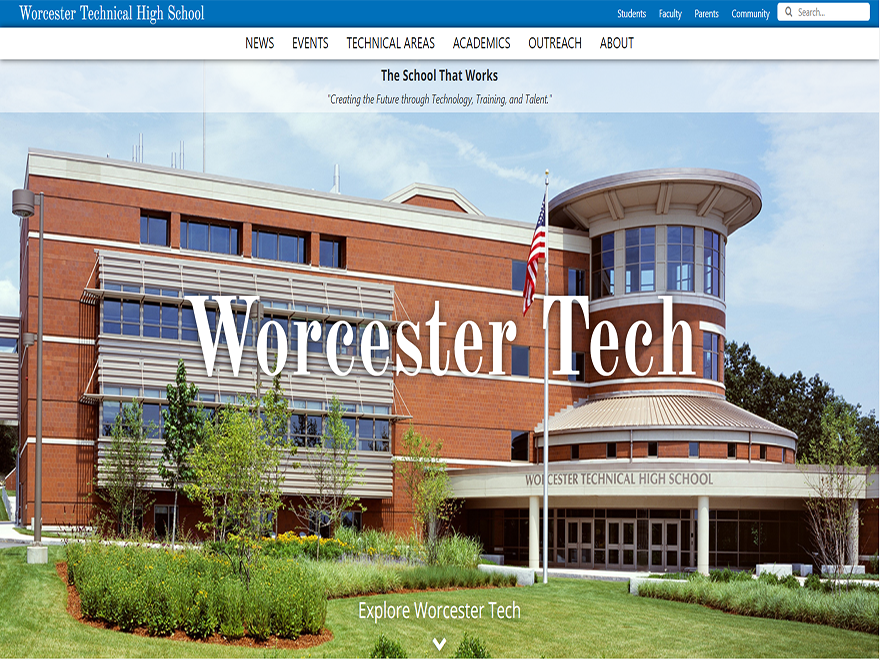 Worcester Technical High School
Students Faculty Parents Community Search...
NEWS EVENTS TECHNICAL AREAS ACADEMICS OUTREACH ABOUT
The School That Works
"Creating the Future through Technology, Training, and Talent."
Worcester Tech
WORCESTER TECHNICAL HIGH SCHOOL
Explore Worcester Tech